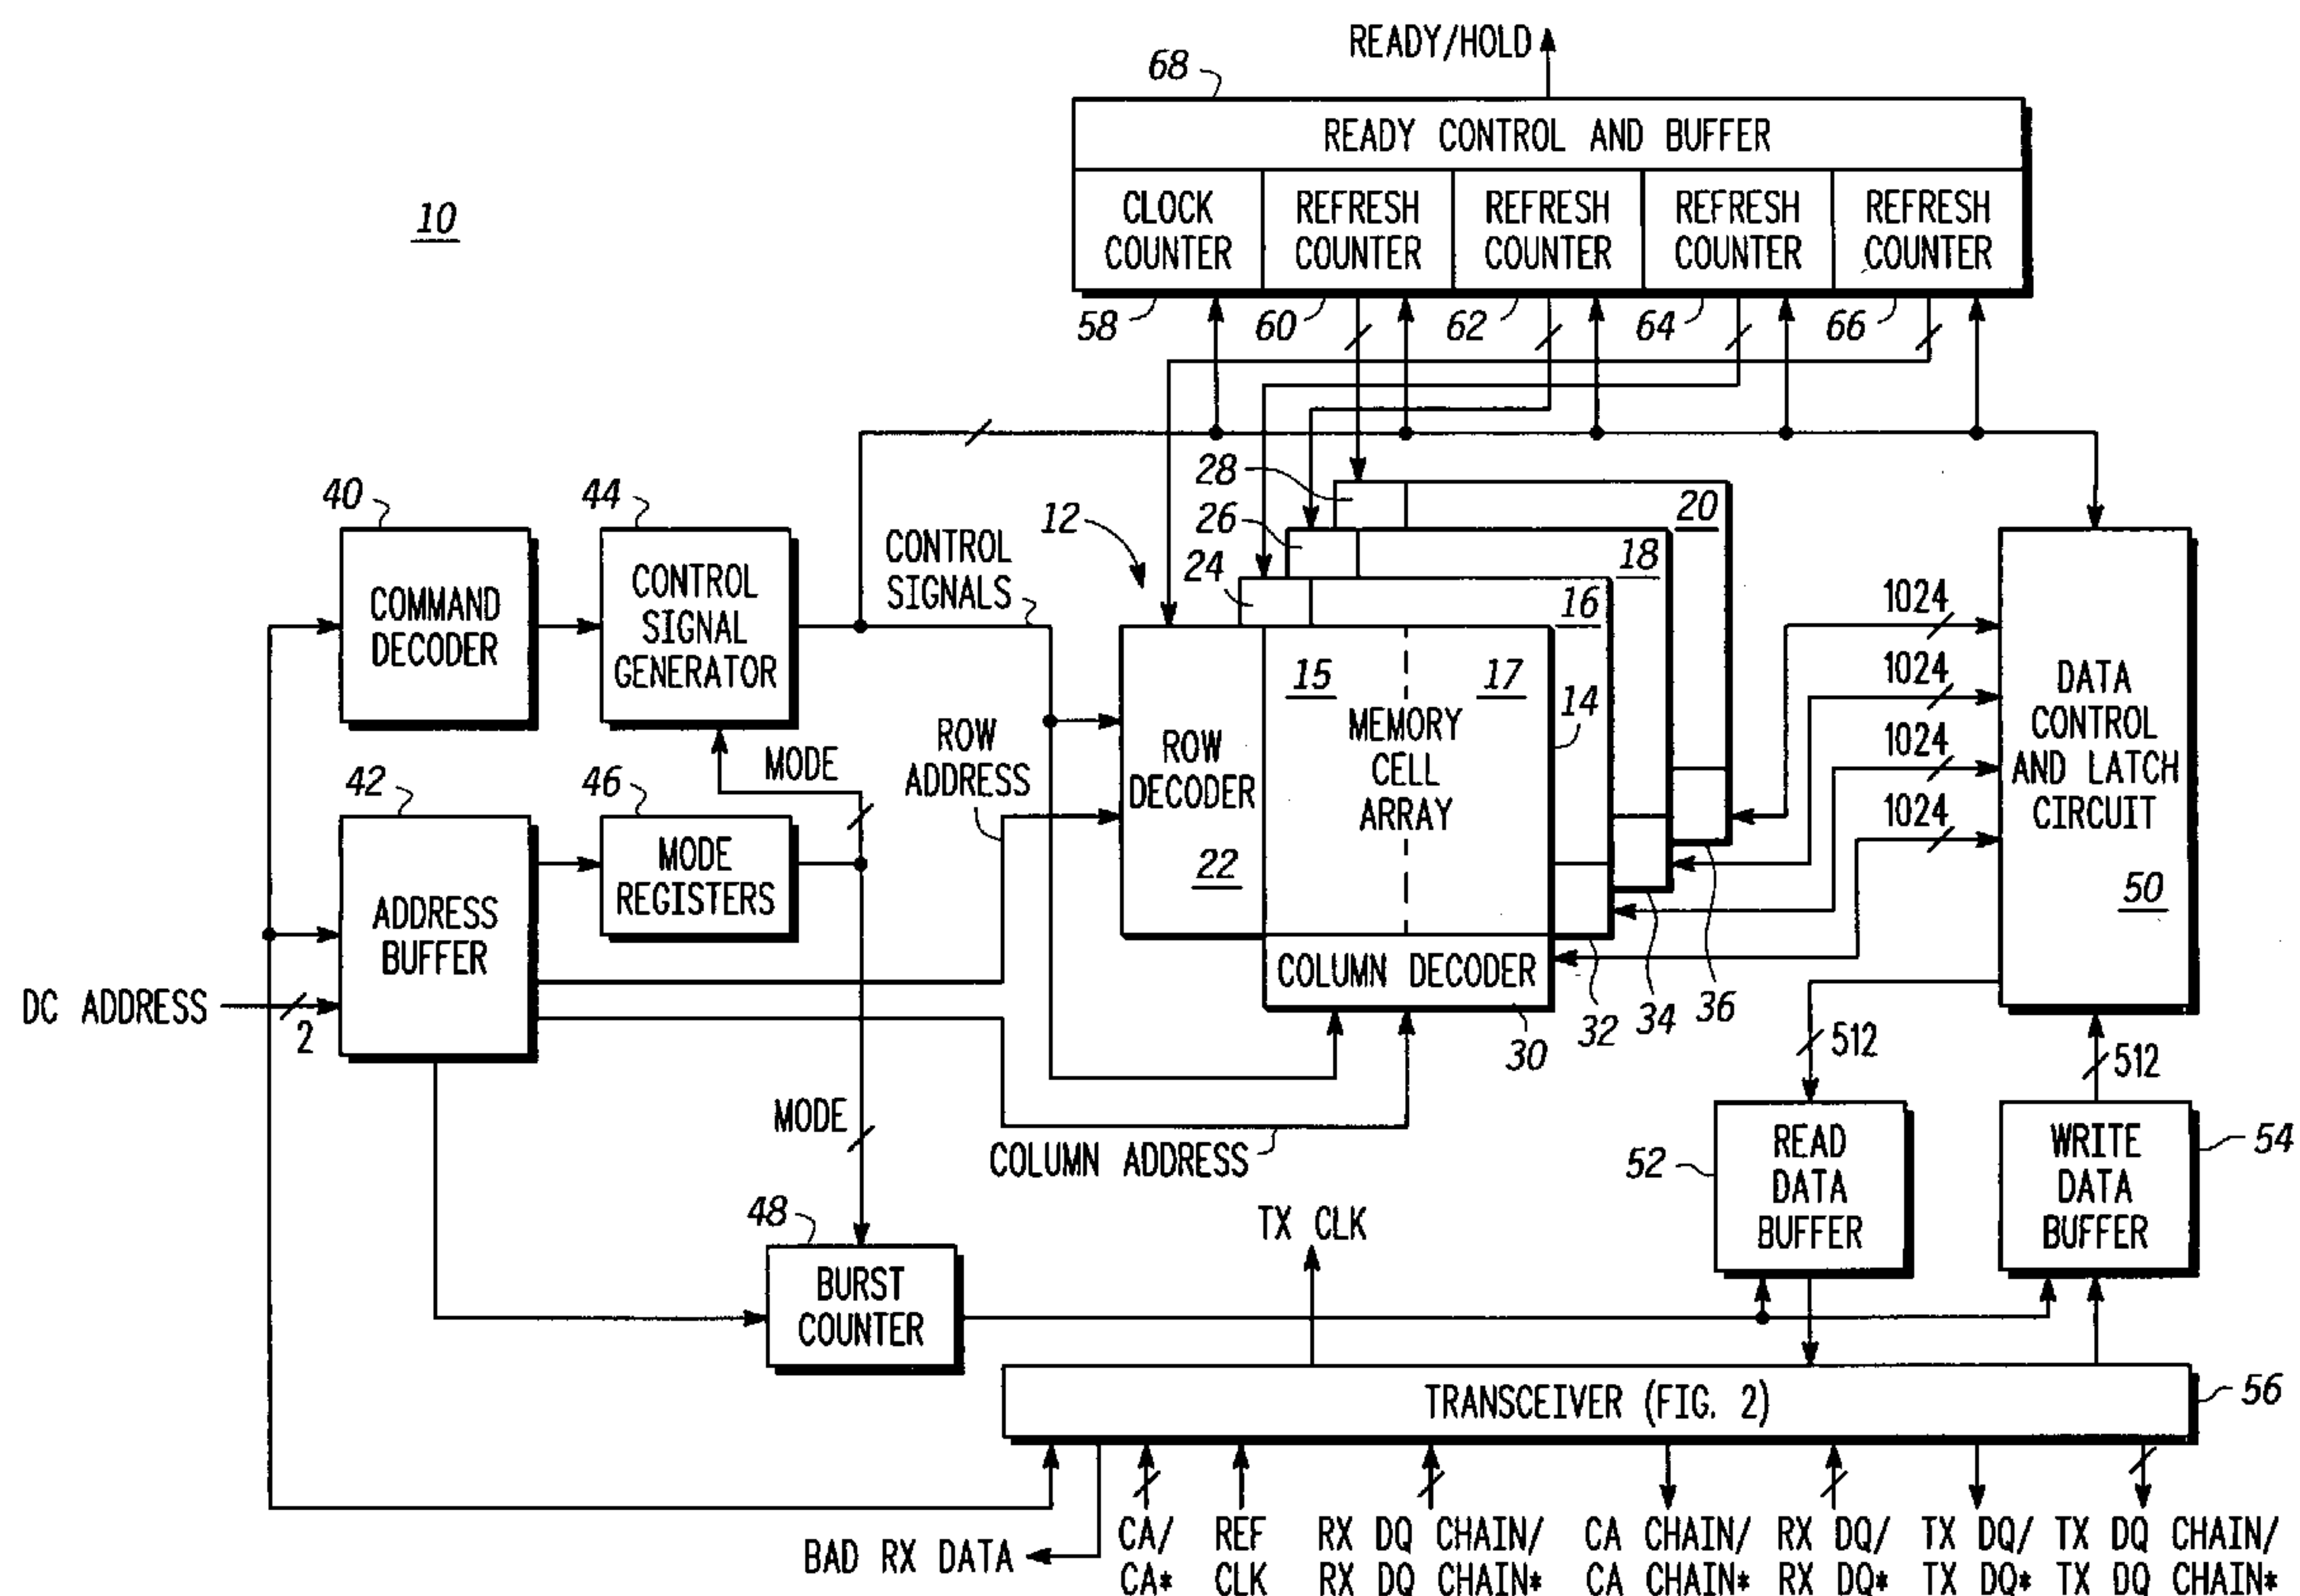 READY/HOLD
68
READY CONTROL AND BUFFER
CLOCK COUNTER
REFRESH COUNTER
REFRESH COUNTER
REFRESH COUNTER
REFRESH COUNTER
10
58
60
62
64
66
40
44
12
28
26
24
20
18
16
COMMAND DECODER
CONTROL SIGNAL GENERATOR
CONTROL SIGNALS
15
17
14
MEMORY CELL ARRAY
ROW DECODER
22
1024
1024
1024
1024
DATA CONTROL AND LATCH CIRCUIT
50
42
46
MODE
ROW ADDRESS
ADDRESS BUFFER
MODE REGISTERS
COLUMN DECODER
DC ADDRESS
2
30
32
34
36
512
512
MODE
COLUMN ADDRESS
52
READ DATA BUFFER
WRITE DATA BUFFER
54
48
BURST COUNTER
TX CLK
TRANSCEIVER (FIG. 2)
56
BAD RX DATA
CA/
CA*
REF
CLK
RX DQ CHAIN/
RX DQ CHAIN*
CA CHAIN/
CA CHAIN*
RX DQ/
RX DQ*
TX DQ/
TX DQ*
TX DQ CHAIN/
TX DQ CHAIN*